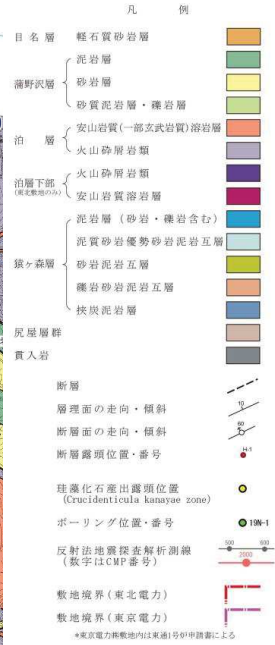 凡 例
目名層 軽石質砂岩層
蒲野沢層 泥岩層
砂岩層
砂質泥岩層・礫岩層
泊層 安山岩質(一部玄武岩質)溶岩層
火山砕屑岩類
泊層下部 火山砕屑岩類
(東北敷地のみ) 安山岩質溶岩層
猿ヶ森層 泥岩層(砂岩・礫岩含む)
泥質砂岩優勢砂岩泥岩互層
砂岩泥岩互層
礫岩砂岩泥岩互層
挟炭泥岩層
尻屋層群
貫入岩
断層
層理面の走向・傾斜 10
断層面の走向・傾斜 60
断層露頭位置・番号 H-1
珪藻化石産出露頭位置
(Crucidenticula kanayae zone)
ボーリング位置・番号 19N-1
反射法地震探査解析測線 500 600
(数字はCMP番号) 2000
敷地境界(東北電力)
敷地境界(東京電力)
*東京電力㈱敷地内は東通1号炉申請書による